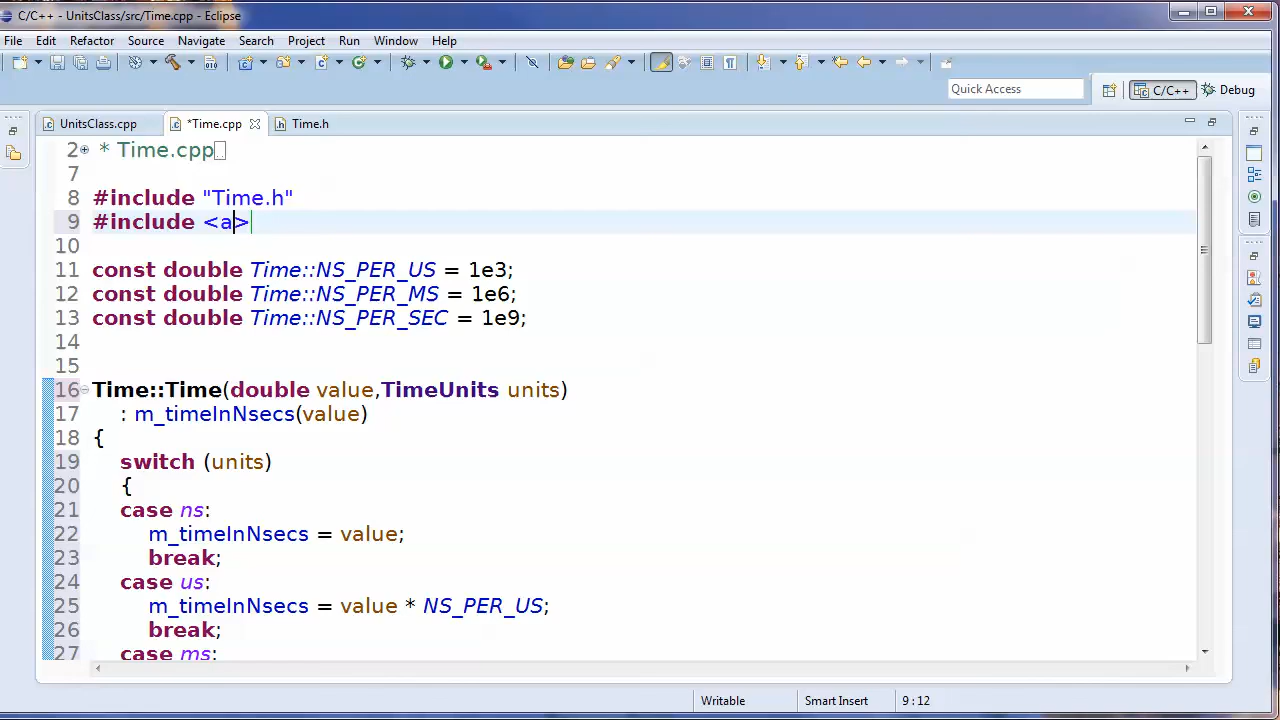 C/C++ - UnitsClass/src/Time.cpp - Eclipse
File Edit Refactor Source Navigate Search Project Run Window Help
Quick Access
C/C++ Debug
UnitsClass.cpp *Time.cpp Time.h
2 * Time.cpp
7
8 #include "Time.h"
9 #include <a>
10
11 const double Time::NS_PER_US = 1e3;
12 const double Time::NS_PER_MS = 1e6;
13 const double Time::NS_PER_SEC = 1e9;
14
15
16 Time::Time(double value,TimeUnits units)
17 : m_timeInNsecs(value)
18 {
19 switch (units)
20 {
21 case ns:
22 m_timeInNsecs = value;
23 break;
24 case us:
25 m_timeInNsecs = value * NS_PER_US;
26 break;
27 case ms:
Writable Smart Insert 9 : 12